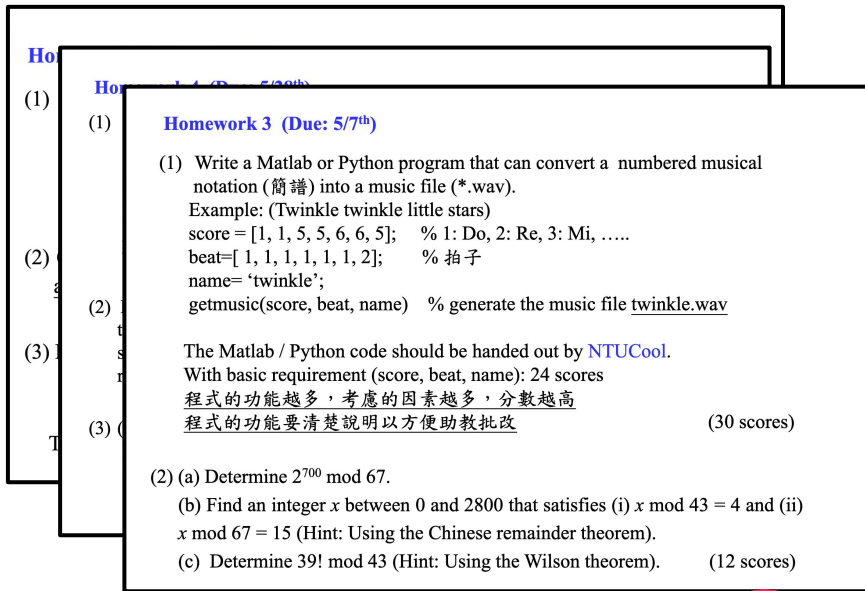 Ho
(1)
(2)
(3)
T
Homework 4 (Due: 5/28th)
(1)
(2)
t
s
r
(3) (
Homework 3 (Due: 5/7th)
(1) Write a Matlab or Python program that can convert a numbered musical
notation (簡譜) into a music file (*.wav).
Example: (Twinkle twinkle little stars)
score = [1, 1, 5, 5, 6, 6, 5]; % 1: Do, 2: Re, 3: Mi, …..
beat=[ 1, 1, 1, 1, 1, 1, 2]; % 拍子
name= ‘twinkle’;
getmusic(score, beat, name) % generate the music file twinkle.wav
The Matlab / Python code should be handed out by NTUCool.
With basic requirement (score, beat, name): 24 scores
程式的功能越多，考慮的因素越多，分數越高
程式的功能要清楚說明以方便助教批改 (30 scores)
(2) (a) Determine 2⁷⁰⁰ mod 67.
(b) Find an integer x between 0 and 2800 that satisfies (i) x mod 43 = 4 and (ii)
x mod 67 = 15 (Hint: Using the Chinese remainder theorem).
(c) Determine 39! mod 43 (Hint: Using the Wilson theorem). (12 scores)